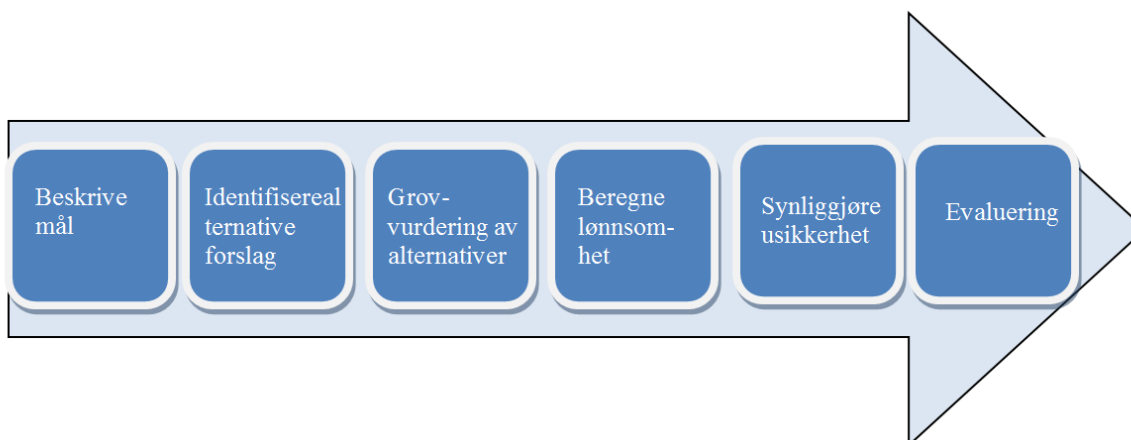 Beskrive
mål
Identifisereal
ternative
forslag
Grov-
vurdering av
alternativer
Beregne
lønnsom-
het
Synliggjøre
usikkerhet
Evaluering